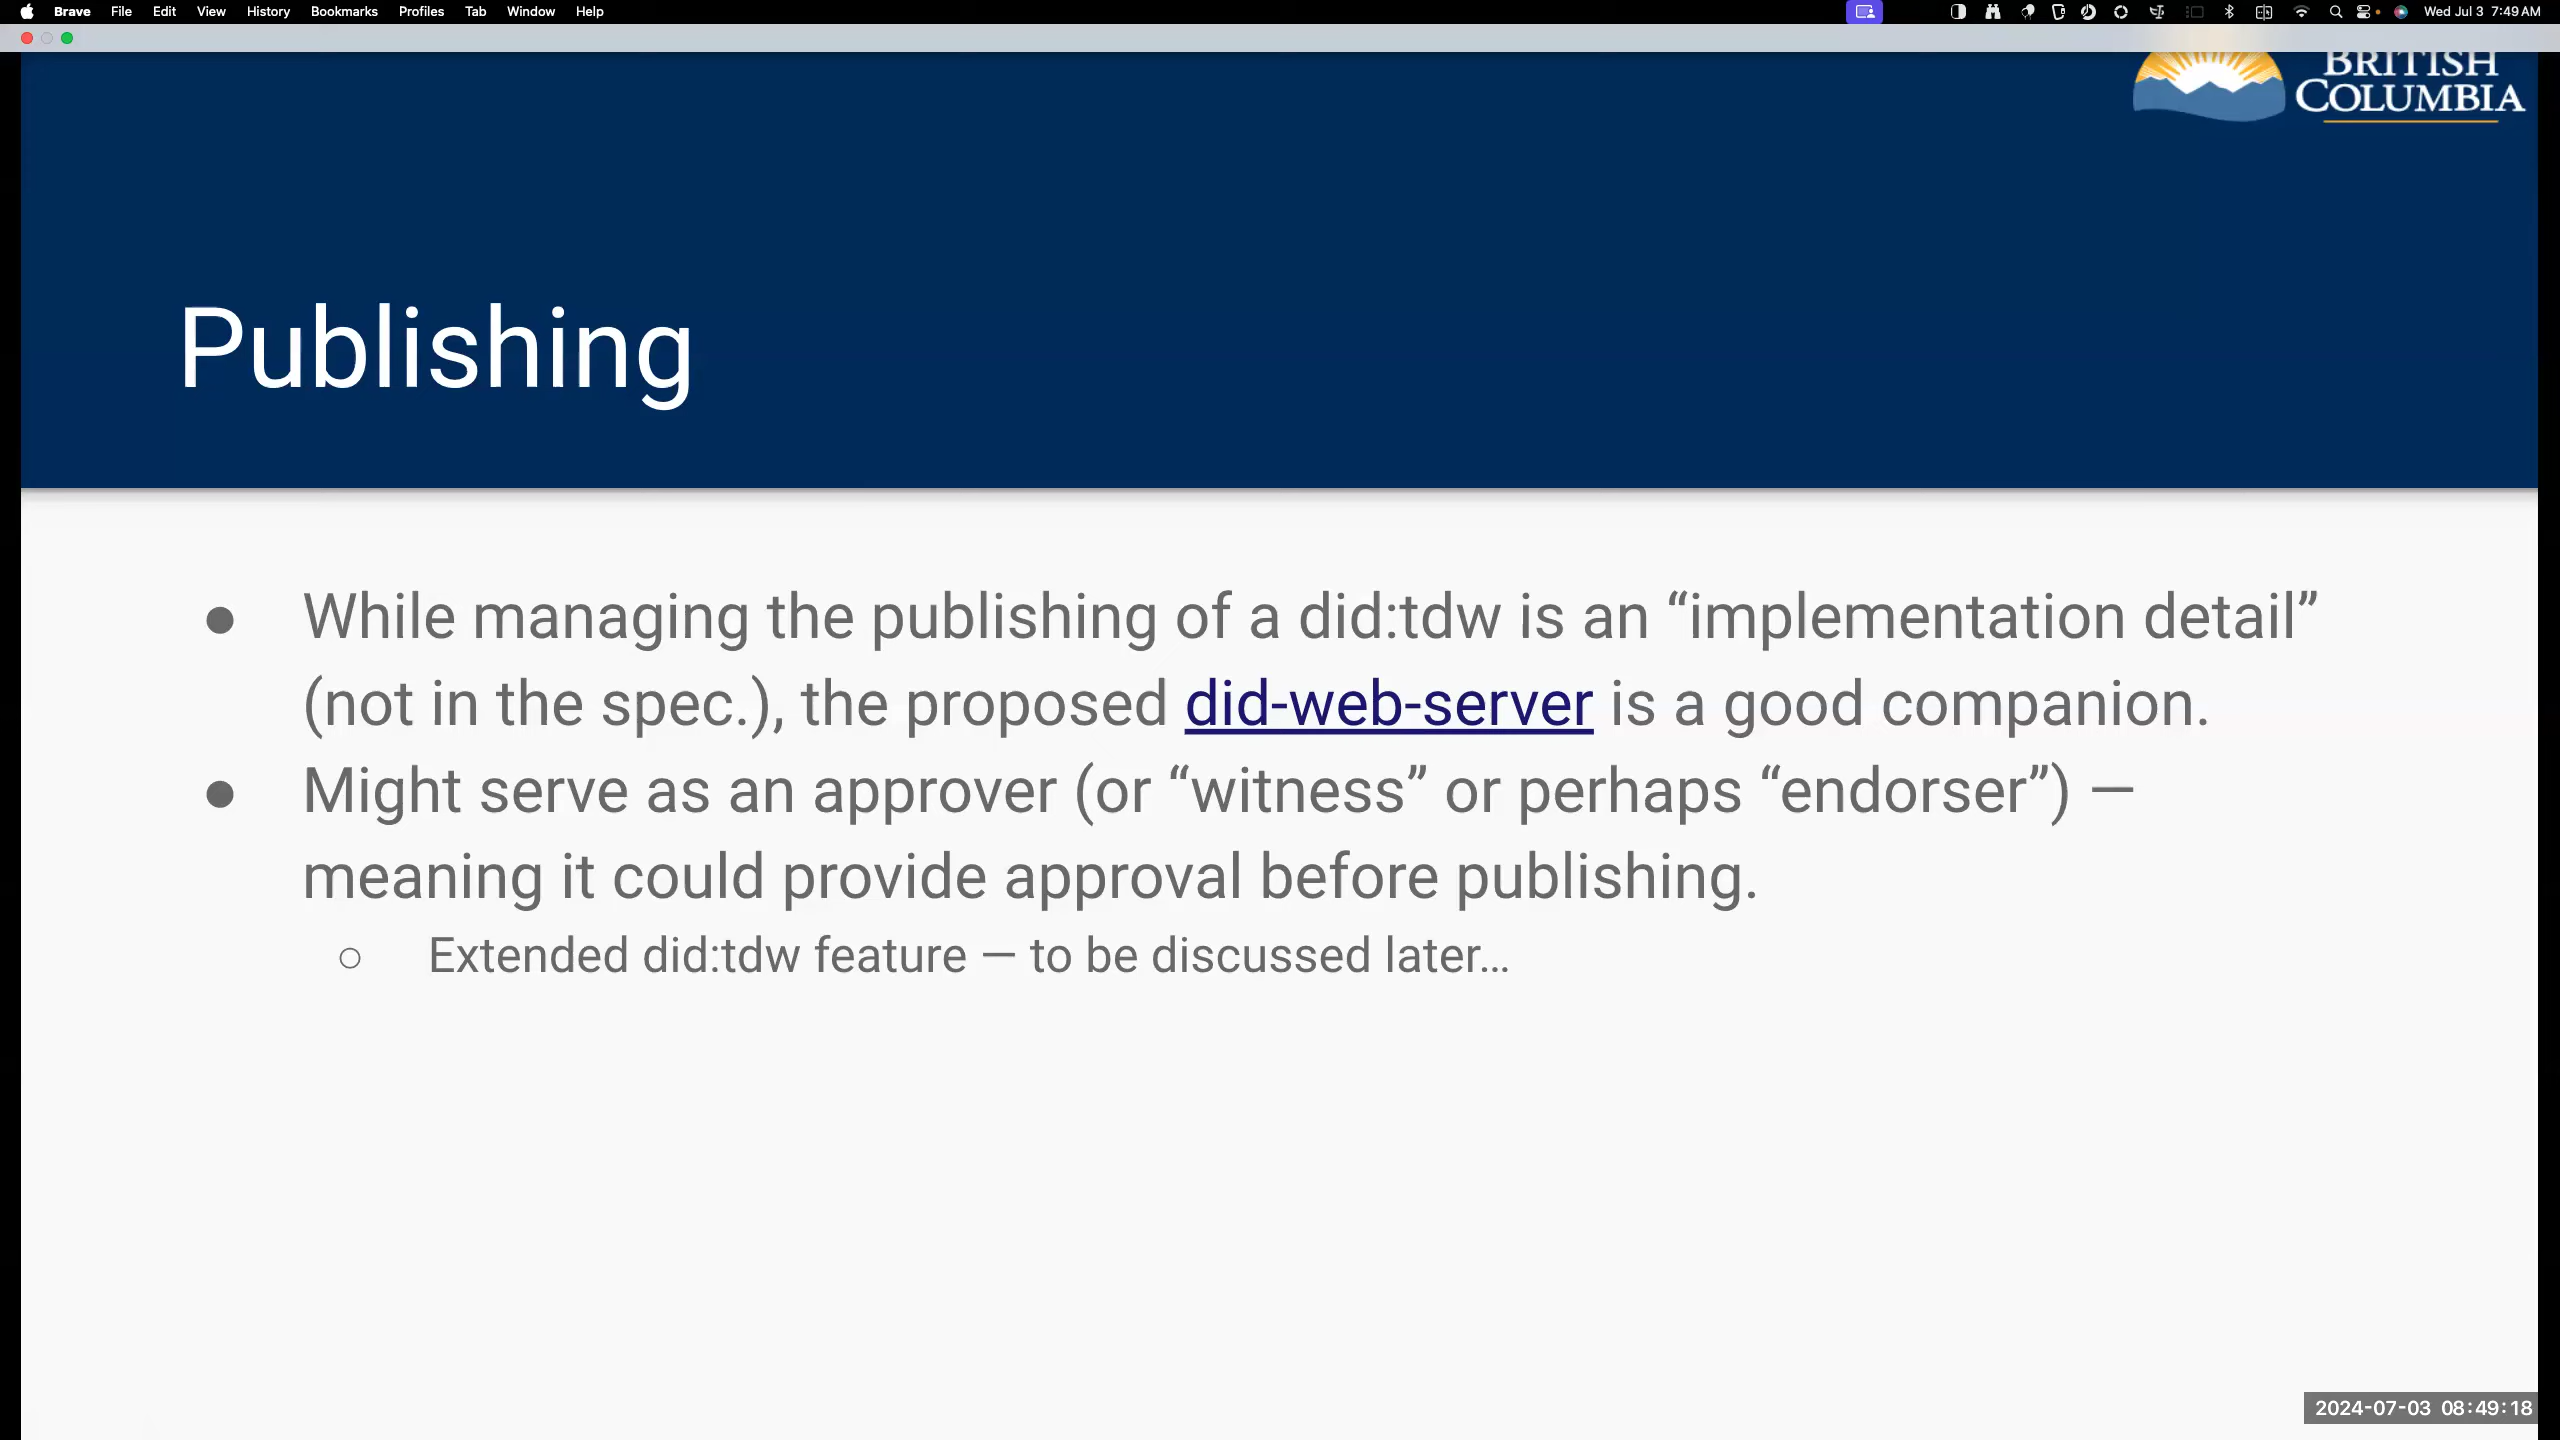 Brave File Edit View History Bookmarks Profiles Tab Window Help Wed Jul 3 7:49 AM
BRITISH
COLUMBIA
Publishing
● While managing the publishing of a did:tdw is an “implementation detail”
(not in the spec.), the proposed did-web-server is a good companion.
● Might serve as an approver (or “witness” or perhaps “endorser”) —
meaning it could provide approval before publishing.
○ Extended did:tdw feature — to be discussed later…
2024-07-03 08:49:18